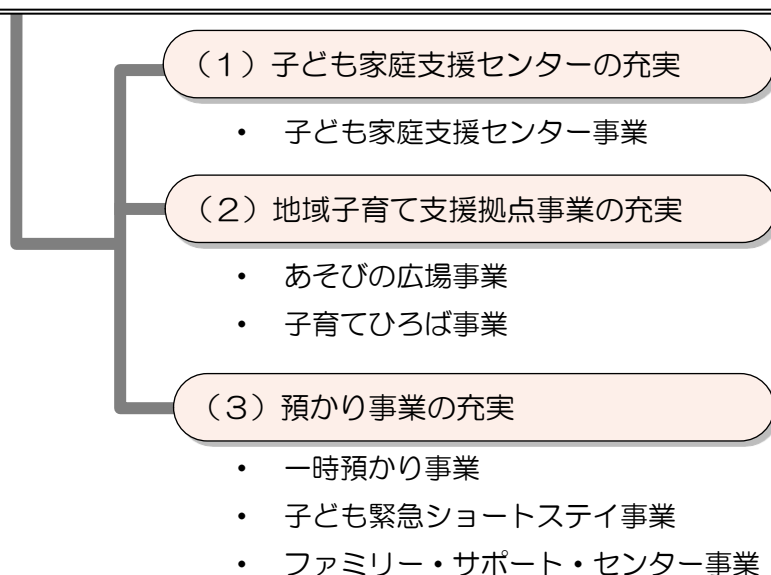 （1）子ども家庭支援センターの充実
・ 子ども家庭支援センター事業
（2）地域子育て支援拠点事業の充実
・ あそびの広場事業
・ 子育てひろば事業
（3）預かり事業の充実
・ 一時預かり事業
・ 子ども緊急ショートステイ事業
・ ファミリー・サポート・センター事業